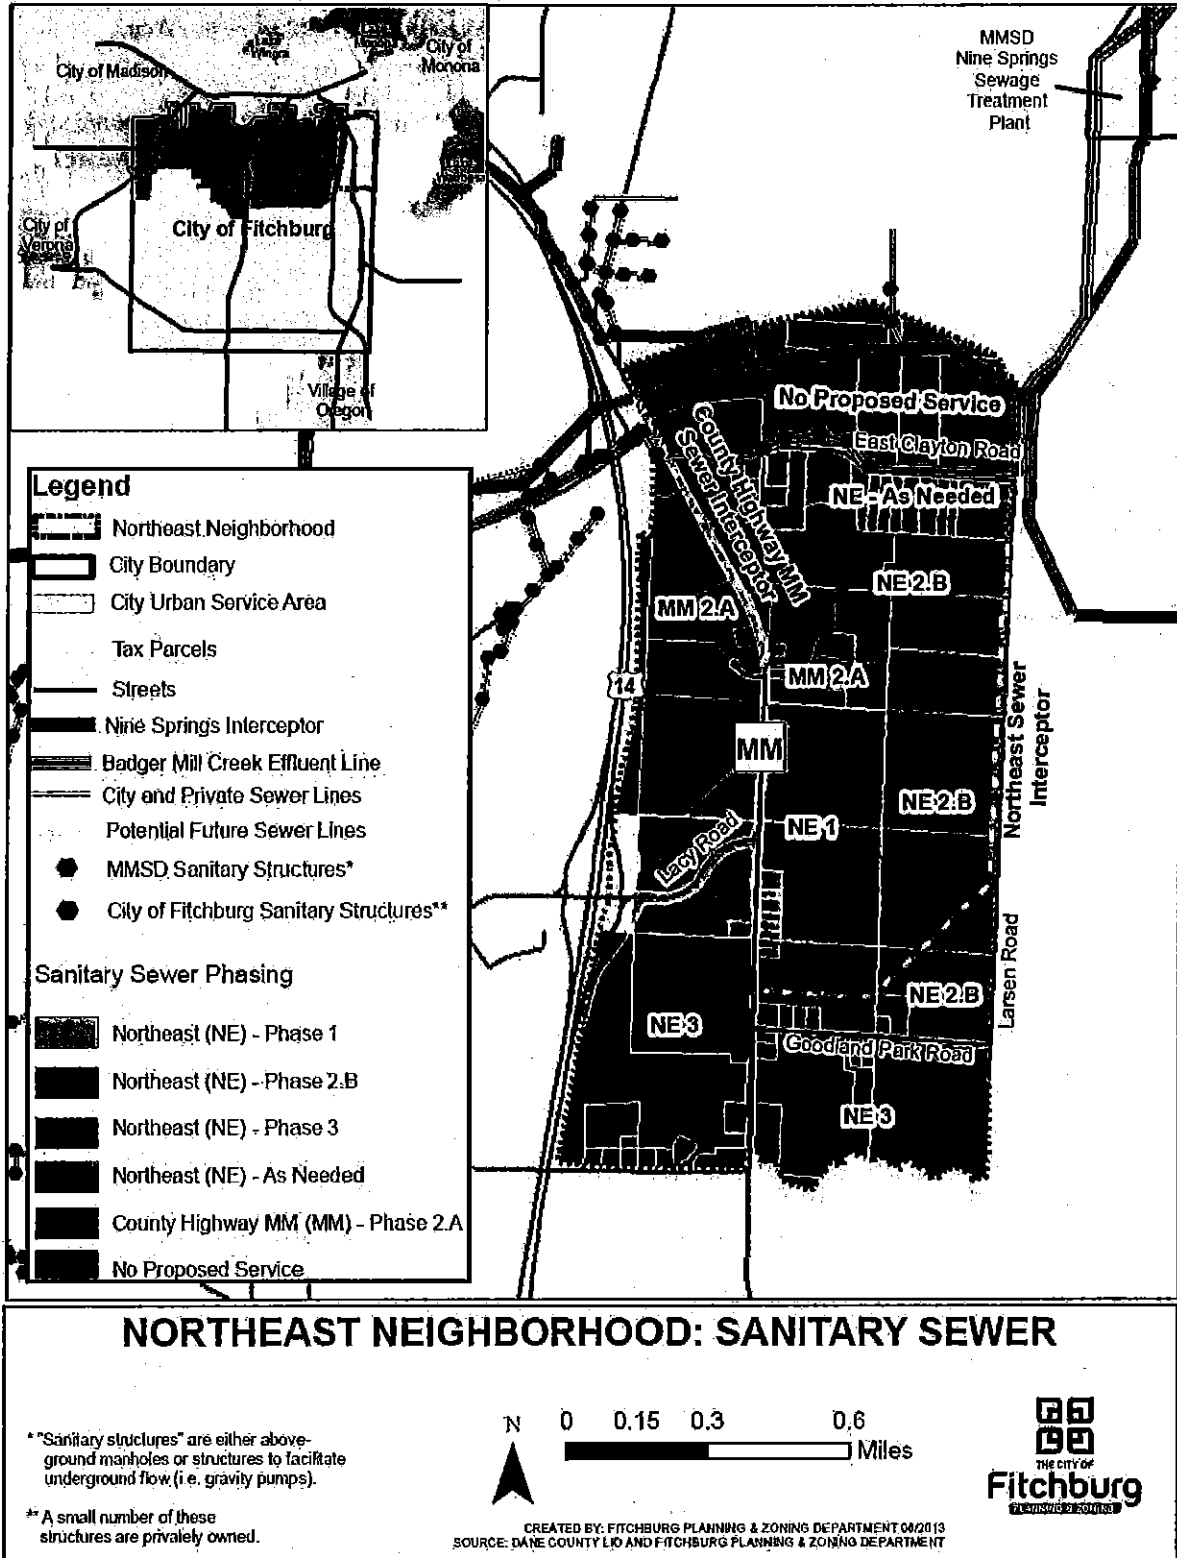 City of Madison
Lake
Wingra
Lake
Monona
City of
Monona
City of
Verona
City of Fitchburg
Village of
Oregon
MMSD
Nine Springs
Sewage
Treatment
Plant
No Proposed Service
East Clayton Road
County Highway MM
Sewer Interceptor
NE - As Needed
NE 2.B
MM 2.A
MM 2.A
14
MM
Northeast Sewer
Interceptor
NE 2.B
NE 1
Lacy Road
Larsen Road
NE 2.B
NE 3
Goodland Park Road
NE 3
Legend
Northeast Neighborhood
City Boundary
City Urban Service Area
Tax Parcels
Streets
Nine Springs Interceptor
Badger Mill Creek Effluent Line
City and Private Sewer Lines
Potential Future Sewer Lines
MMSD Sanitary Structures*
City of Fitchburg Sanitary Structures**
Sanitary Sewer Phasing
Northeast (NE) - Phase 1
Northeast (NE) - Phase 2.B
Northeast (NE) - Phase 3
Northeast (NE) - As Needed
County Highway MM (MM) - Phase 2.A
No Proposed Service
NORTHEAST NEIGHBORHOOD: SANITARY SEWER
* "Sanitary structures" are either above-
ground manholes or structures to facilitate
underground flow (i.e. gravity pumps).
** A small number of these
structures are privately owned.
N
0 0.15 0.3 0.6
Miles
CREATED BY: FITCHBURG PLANNING & ZONING DEPARTMENT 06/2013
SOURCE: DANE COUNTY LIO AND FITCHBURG PLANNING & ZONING DEPARTMENT
THE CITY OF
Fitchburg
PLANNING & ZONING